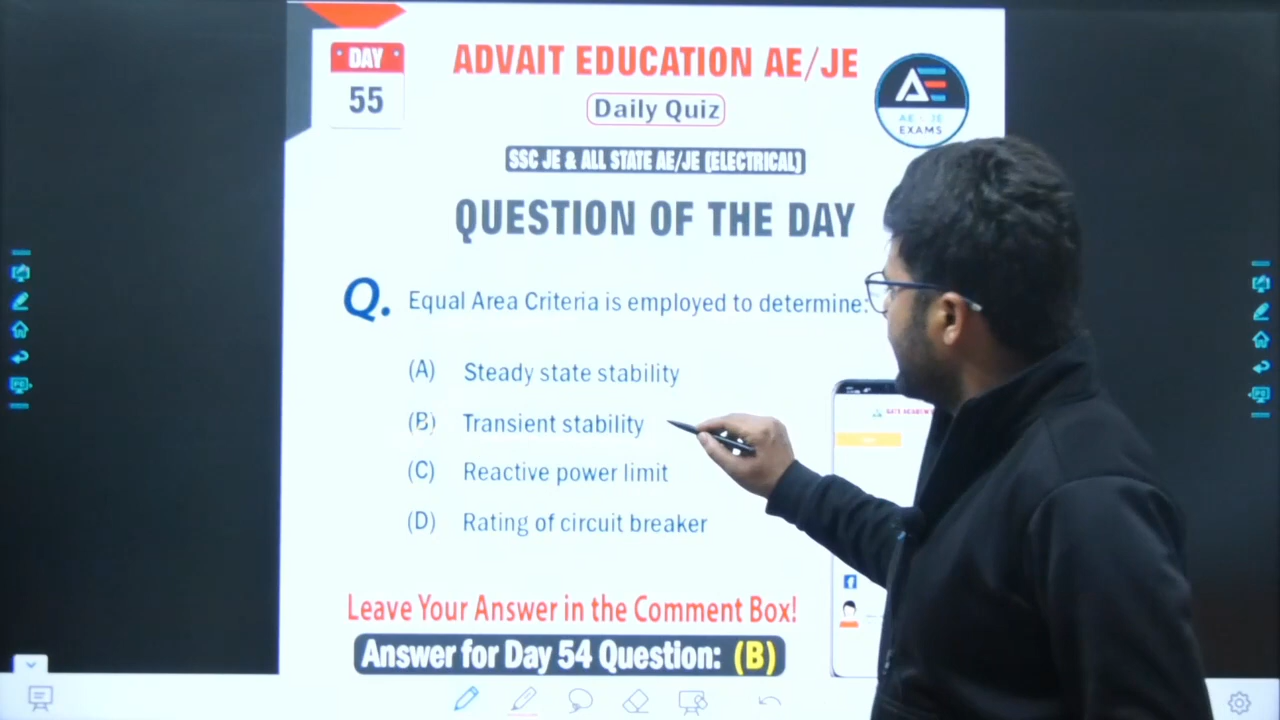 DAY
55
ADVAIT EDUCATION AE/JE
Daily Quiz
AE
AE : JE
EXAMS
SSC JE & ALL STATE AE/JE (ELECTRICAL)
QUESTION OF THE DAY
Q. Equal Area Criteria is employed to determine:
(A) Steady state stability
(B) Transient stability
(C) Reactive power limit
(D) Rating of circuit breaker
Leave Your Answer in the Comment Box!
Answer for Day 54 Question: (B)